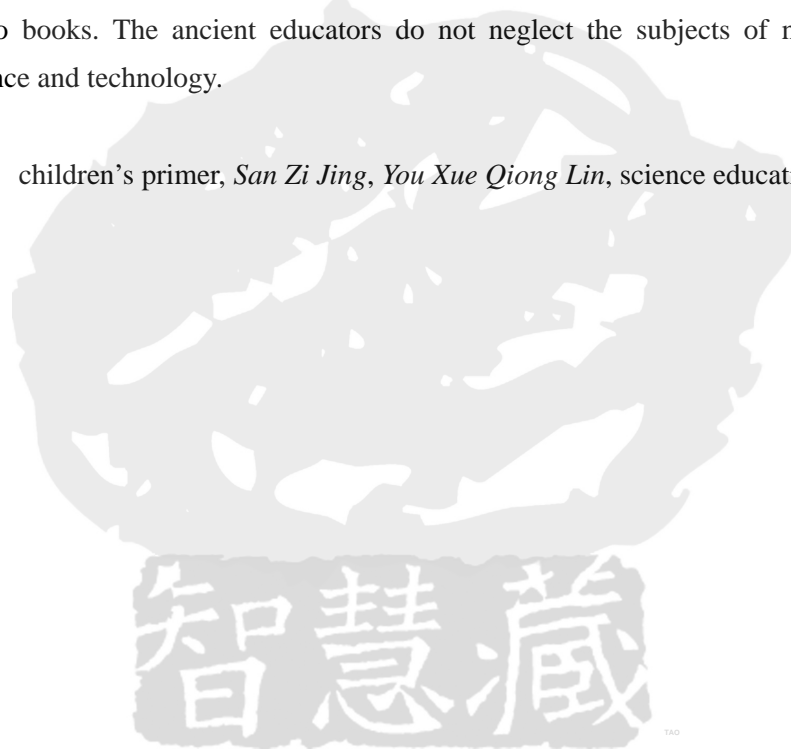 books. The ancient educators do not neglect the subjects of
and technology.
children's primer, San Zi Jing, You Xue Qiong Lin, science
智慧藏
TAO